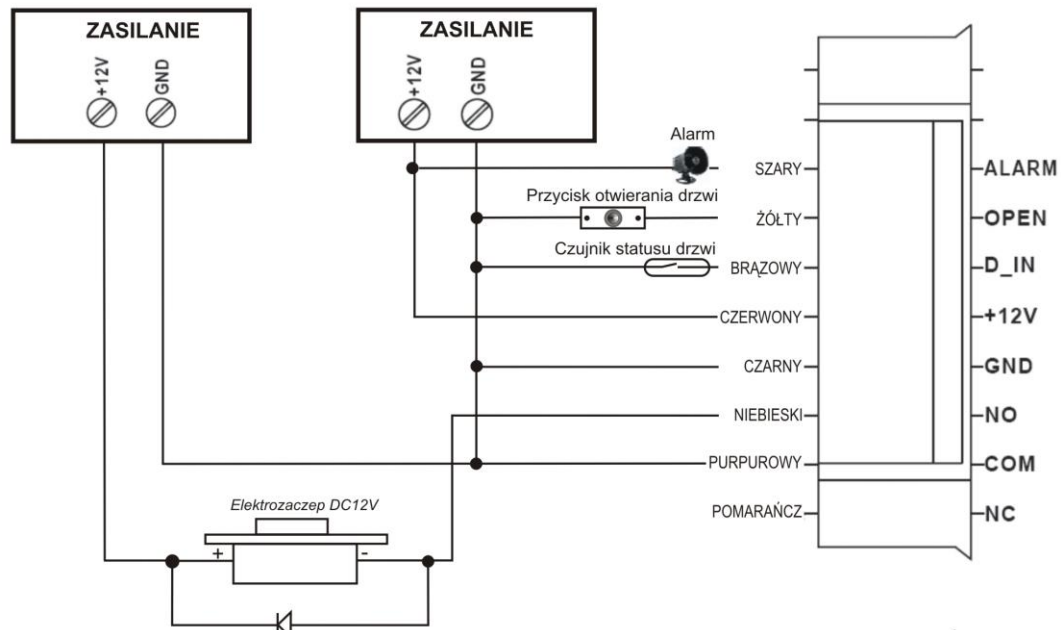 ZASILANIE
+12V
GND
ZASILANIE
+12V
GND
Alarm
SZARY
ALARM
Przycisk otwierania drzwi
ŻÓŁTY
OPEN
Czujnik statusu drzwi
BRĄZOWY
D_IN
CZERWONY
+12V
CZARNY
GND
NIEBIESKI
NO
PURPUROWY
COM
POMARAŃCZ
NC
Elektrozaczep DC12V
+
-